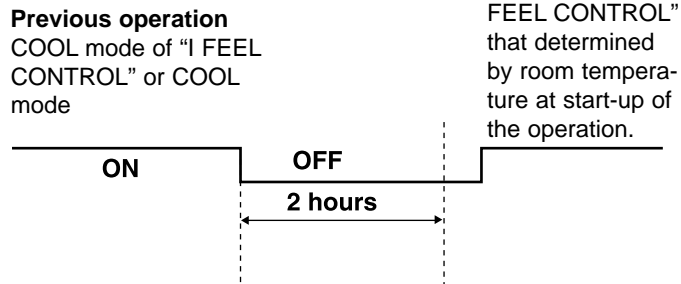 Previous operation
COOL mode of “I FEEL
CONTROL” or COOL
mode
FEEL CONTROL”
that determined
by room tempera-
ture at start-up of
the operation.
ON
OFF
2 hours